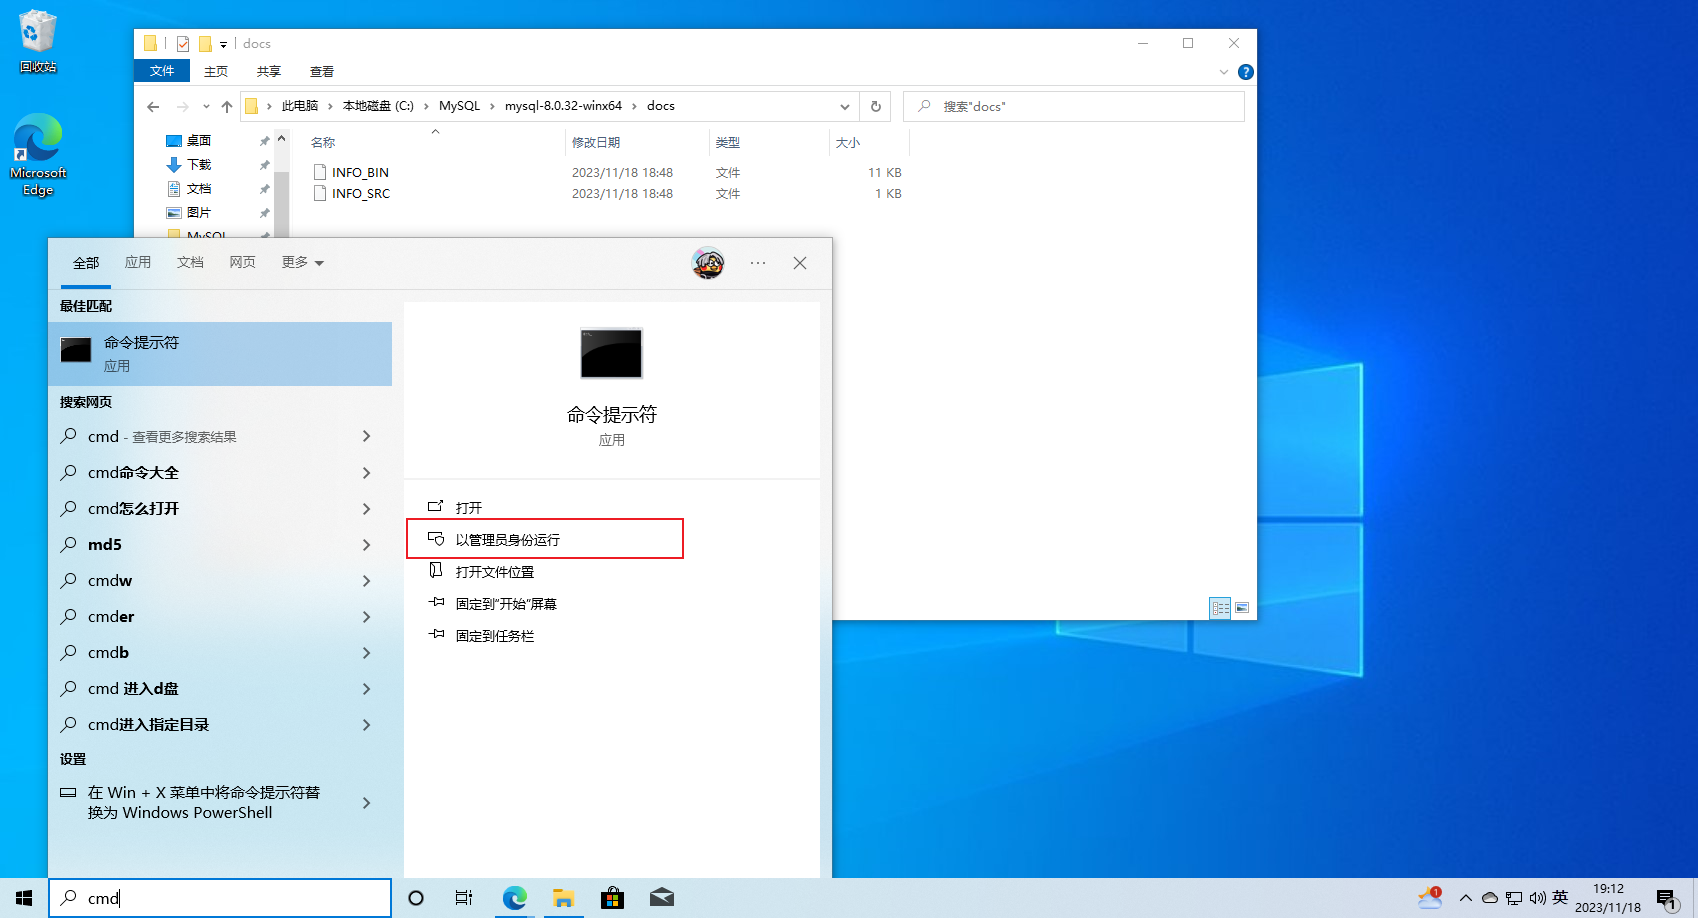 回收站
Microsoft
Edge
docs
文件
主页
共享
查看
此电脑
本地磁盘 (C:)
MySQL
mysql-8.0.32-winx64
docs
搜索"docs"
桌面
下载
文档
图片
MySQL
名称
修改日期
类型
大小
INFO_BIN
2023/11/18 18:48
文件
11 KB
INFO_SRC
2023/11/18 18:48
文件
1 KB
全部
应用
文档
网页
更多
最佳匹配
命令提示符
应用
搜索网页
cmd - 查看更多搜索结果
cmd命令大全
cmd怎么打开
md5
cmdw
cmder
cmdb
cmd 进入d盘
cmd进入指定目录
设置
在 Win + X 菜单中将命令提示符替
换为 Windows PowerShell
命令提示符
应用
打开
以管理员身份运行
打开文件位置
固定到"开始"屏幕
固定到任务栏
cmd
1
英
19:12
2023/11/18
1